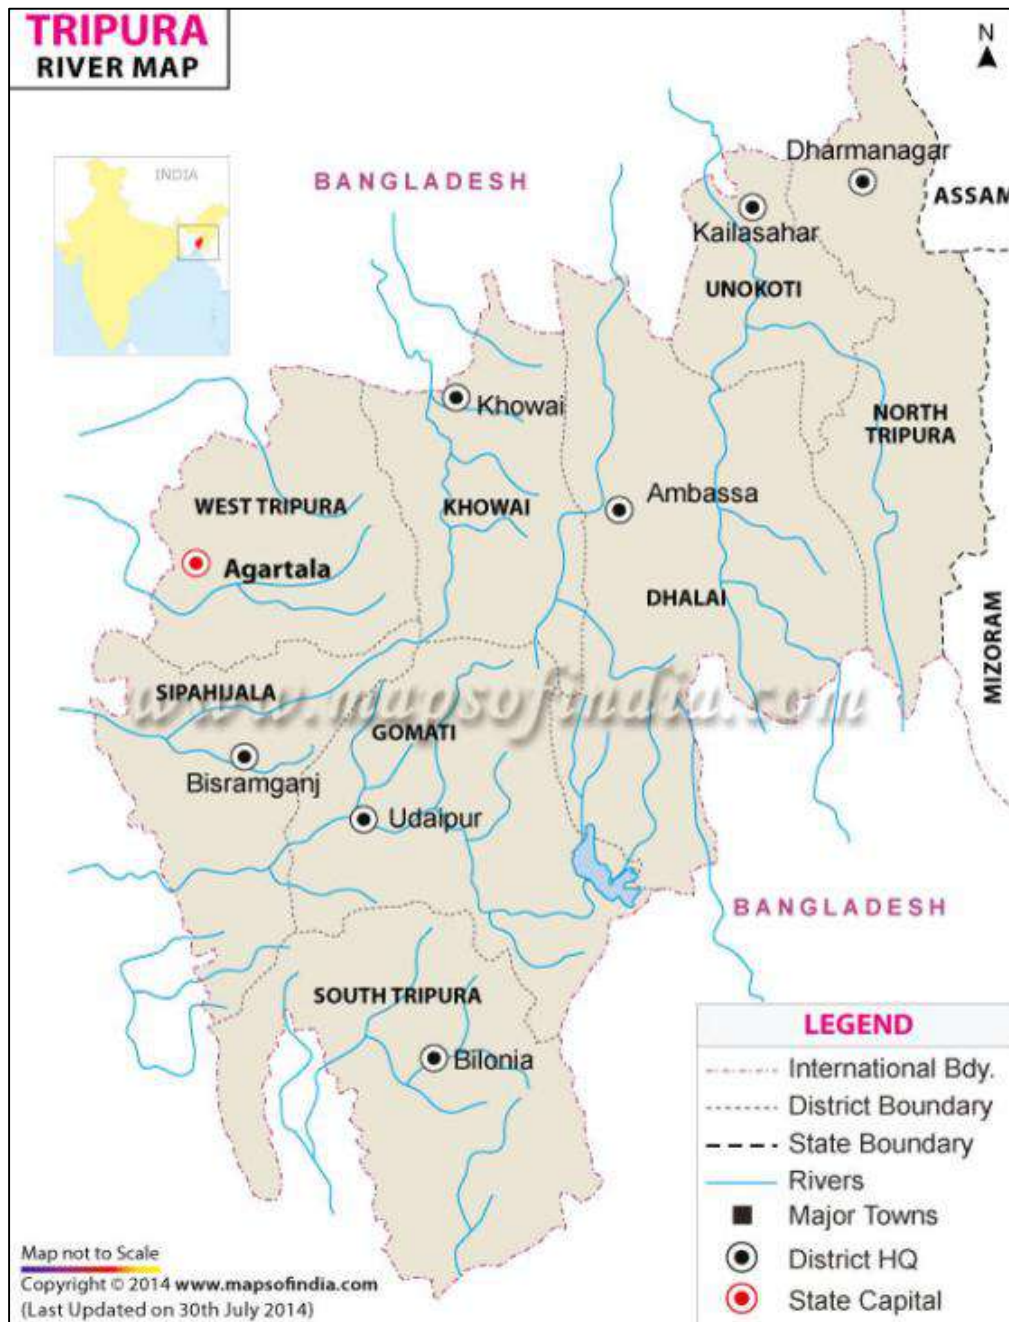 TRIPURA
RIVER MAP
N
INDIA
BANGLADESH
Dharmanagar
ASSAM
Kailasahar
UNOKOTI
Khowai
NORTH
TRIPURA
WEST TRIPURA
KHOWAI
Ambassa
Agartala
DHALAI
MIZORAM
SIPAHIJALA
www.mapsofindia.com
GOMATI
Bisramganj
Udaipur
BANGLADESH
SOUTH TRIPURA
Bilonia
LEGEND
International Bdy.
District Boundary
State Boundary
Rivers
Major Towns
District HQ
State Capital
Map not to Scale
Copyright © 2014 www.mapsofindia.com
(Last Updated on 30th July 2014)